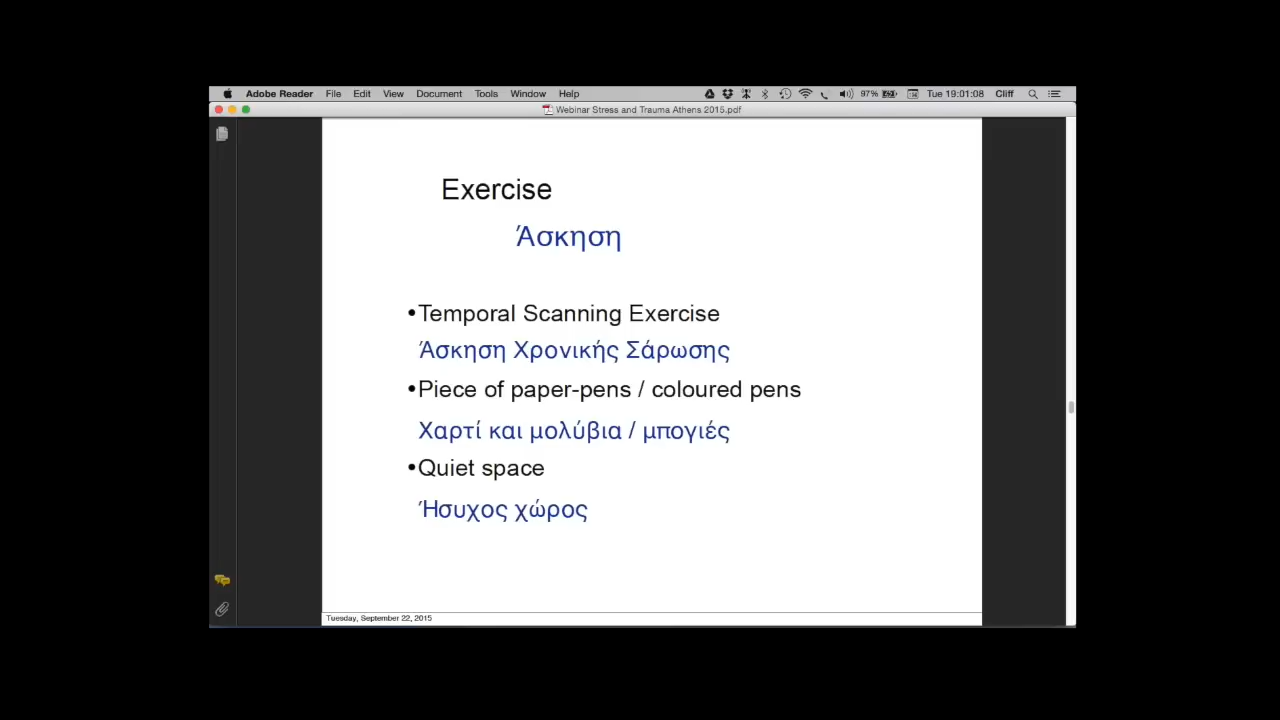 Adobe Reader File Edit View Document Tools Window Help 97% Tue 19:01:08 Cliff
Webinar Stress and Trauma Athens 2015.pdf
Exercise
Άσκηση
•Temporal Scanning Exercise
Άσκηση Χρονικής Σάρωσης
•Piece of paper-pens / coloured pens
Χαρτί και μολύβια / μπογιές
•Quiet space
Ήσυχος χώρος
Tuesday, September 22, 2015